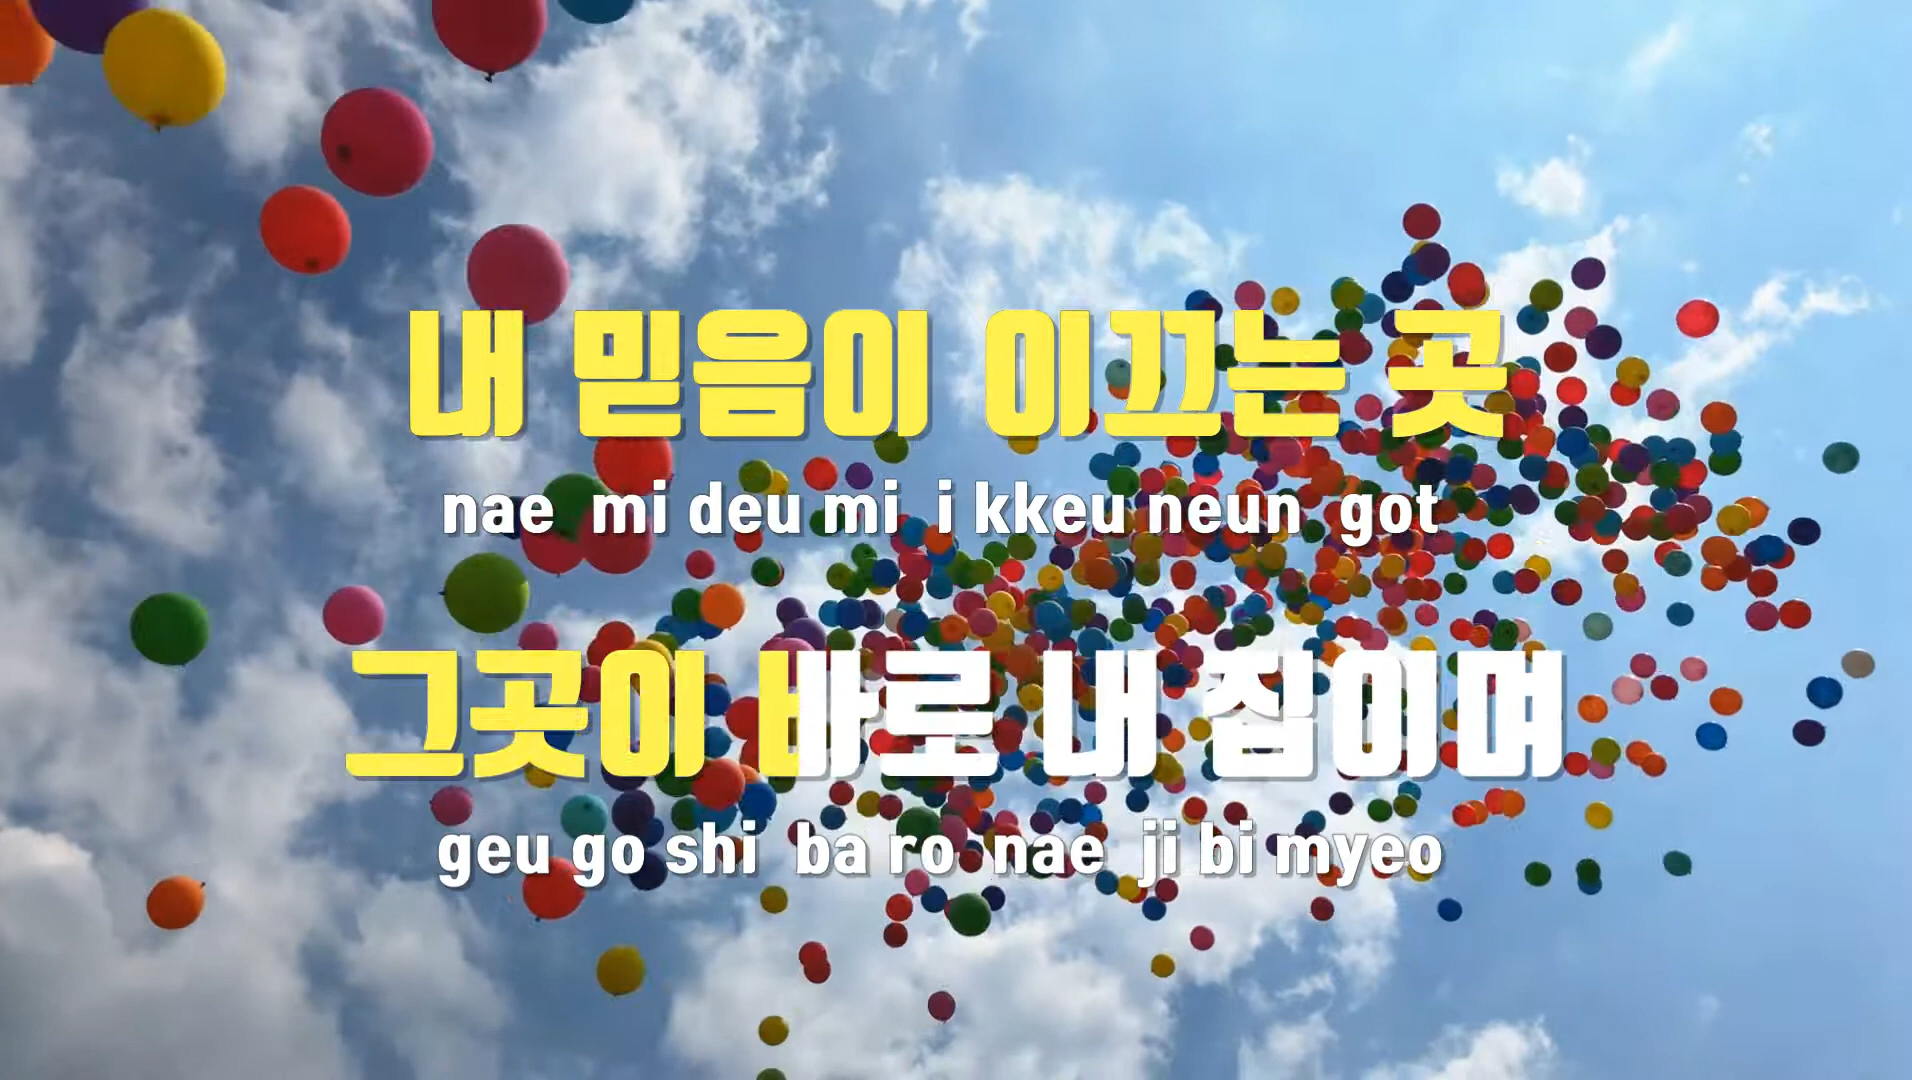 내 믿음이 이끄는 곳
nae mi deu mi i kkeu neun got
그곳이 바로 내 집이며
geu go shi ba ro nae ji bi myeo